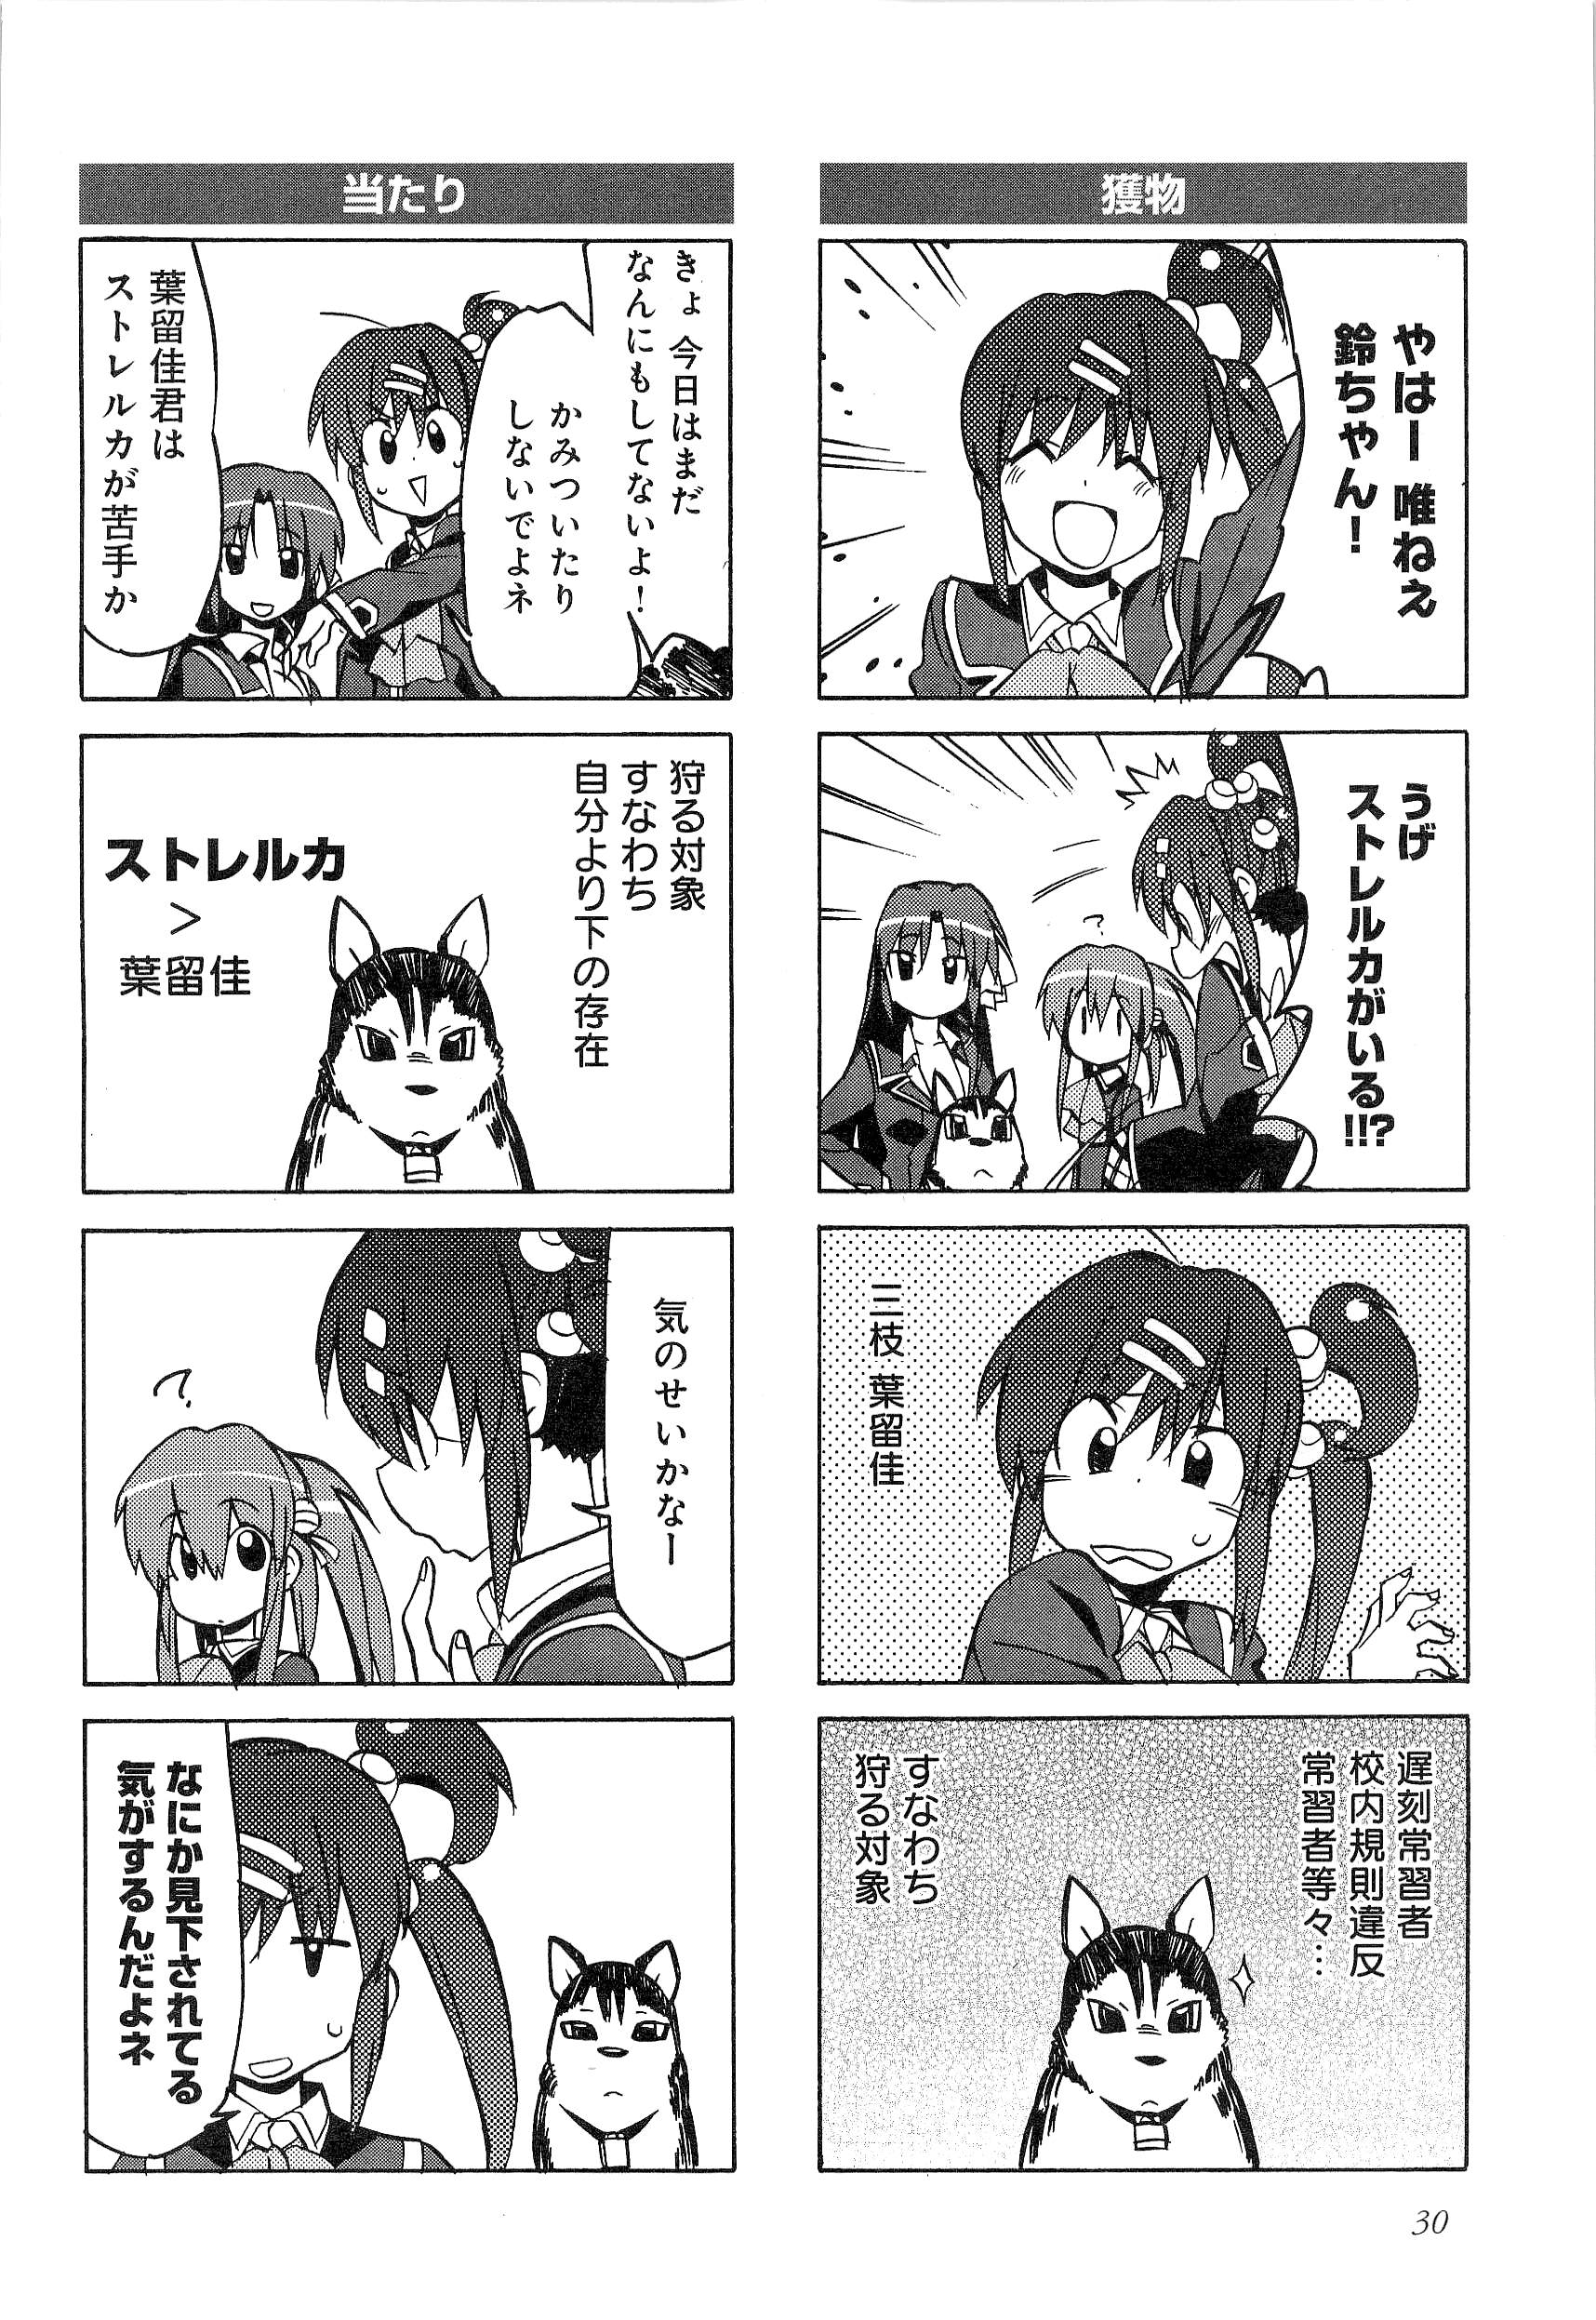 獲物
やはー 唯ねぇ
鈴ちゃん!
うげ
ストレルカがいる!!?
?
三枝 葉留佳
遅刻常習者
校内規則違反
常習者等々…
すなわち
狩る対象
当たり
きょ 今日はまだ
なんにもしてないよ!
かみついたり
しないでよネ
葉留佳君は
ストレルカが苦手か
狩る対象
すなわち
自分より下の存在
ストレルカ
>
葉留佳
気のせいかなー
?
なにか見下されてる
気がするんだよネ
30